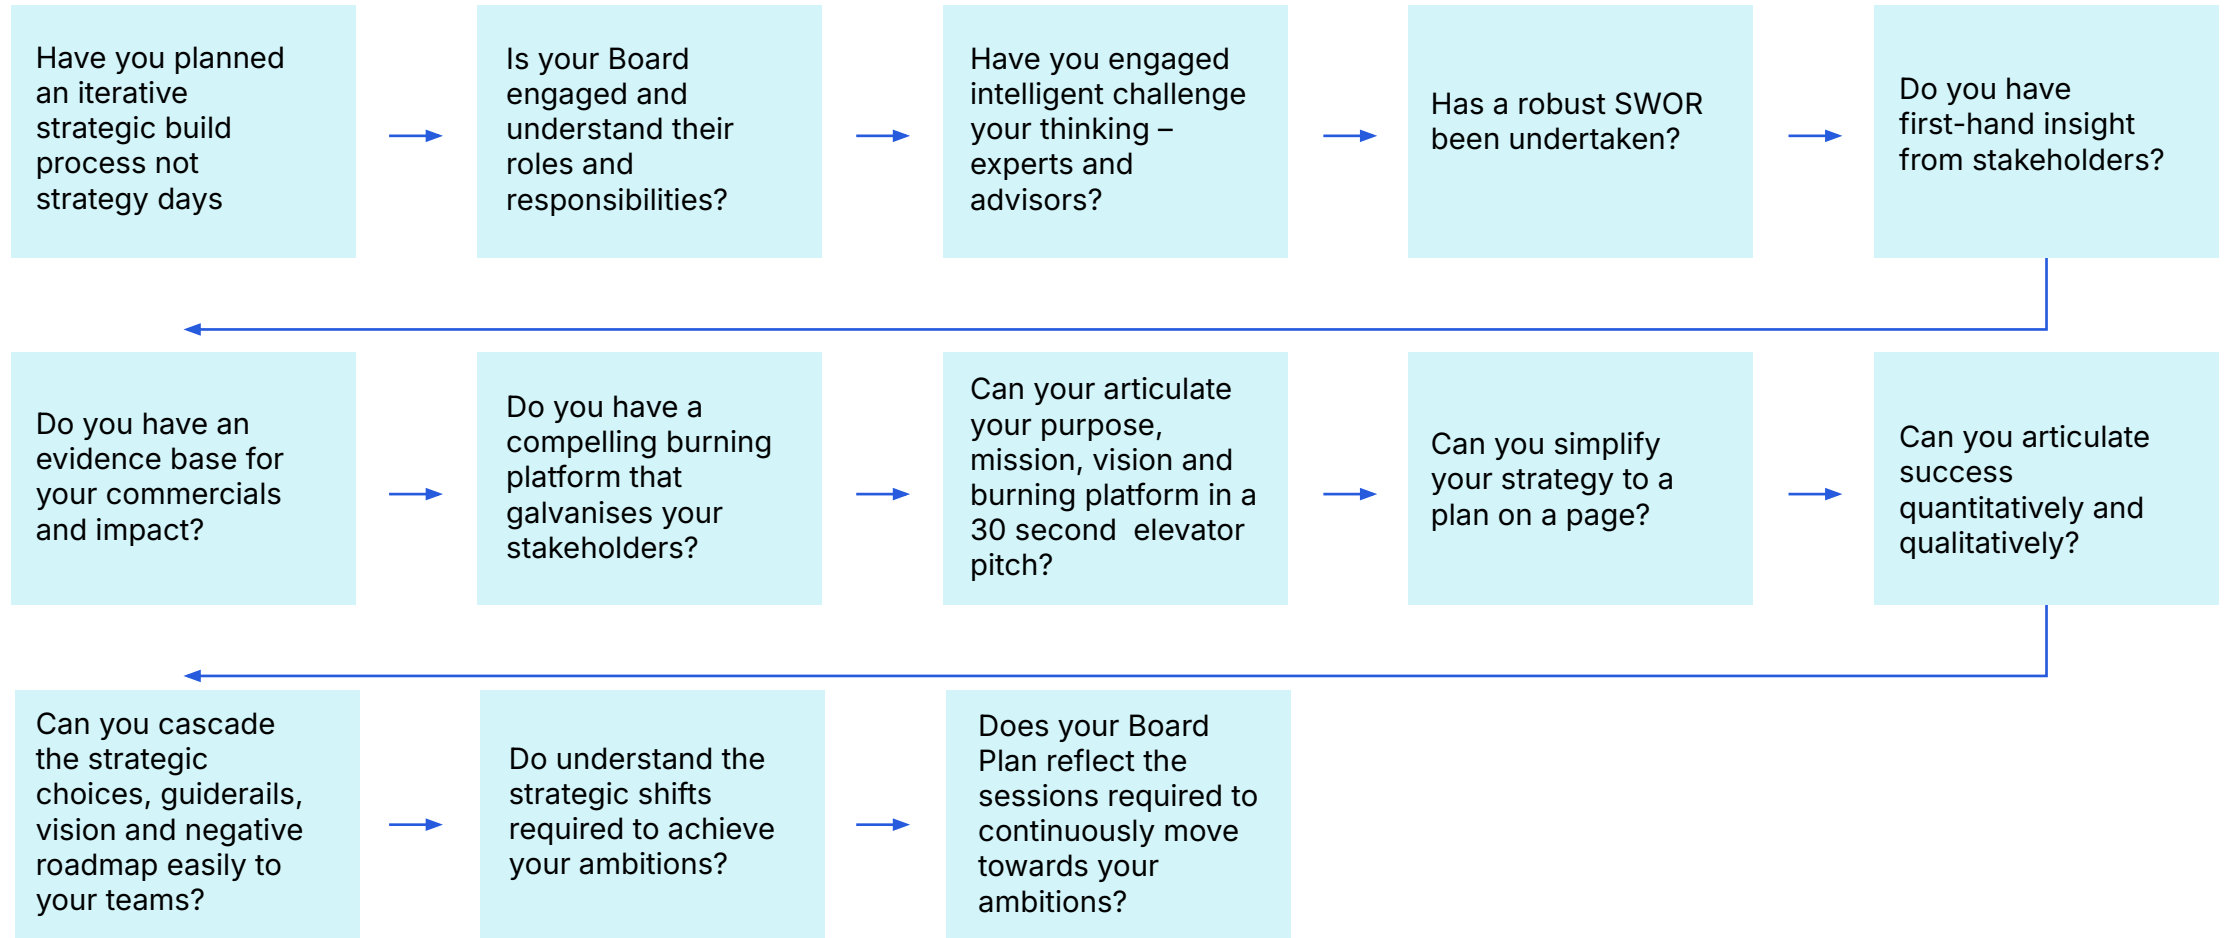 Have you planned
an iterative
strategic build
process not
strategy days
Is your Board
engaged and
understand their
roles and
responsibilities?
Have you engaged
intelligent challenge
your thinking –
experts and
advisors?
Has a robust SWOR
been undertaken?
Do you have
first-hand insight
from stakeholders?
Do you have an
evidence base for
your commercials
and impact?
Do you have a
compelling burning
platform that
galvanises your
stakeholders?
Can your articulate
your purpose,
mission, vision and
burning platform in a
30 second  elevator
pitch?
Can you simplify
your strategy to a
plan on a page?
Can you articulate
success
quantitatively and
qualitatively?
Can you cascade
the strategic
choices, guiderails,
vision and negative
roadmap easily to
your teams?
Do understand the
strategic shifts
required to achieve
your ambitions?
Does your Board
Plan reflect the
sessions required to
continuously move
towards your
ambitions?